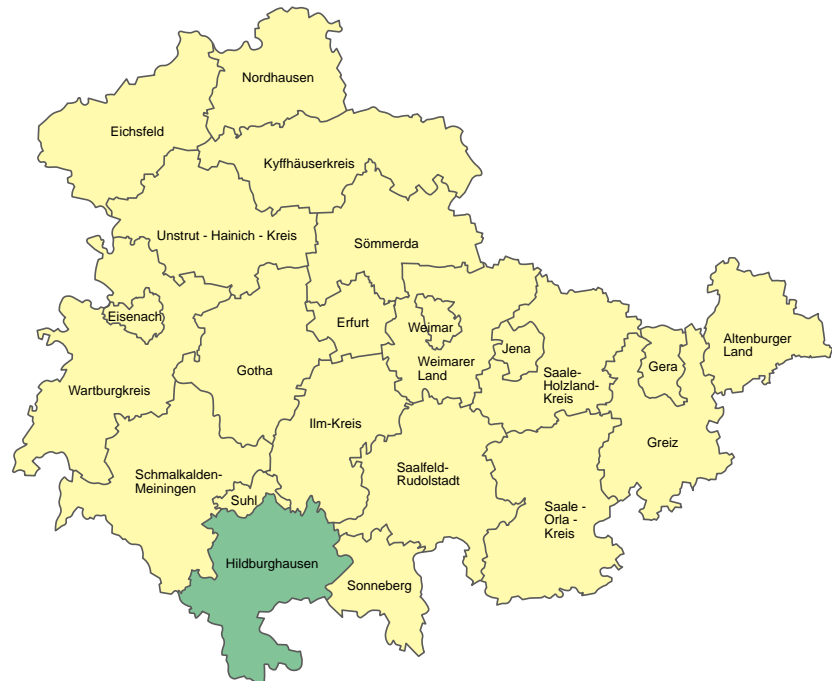 Nordhausen
Eichsfeld
Kyffhäuserkreis
Unstrut - Hainich - Kreis
Sömmerda
Eisenach
Erfurt
Weimar
Weimarer
Land
Jena
Altenburger
Land
Gera
Gotha
Saale-
Holzland-
Kreis
Wartburgkreis
Ilm-Kreis
Greiz
Schmalkalden-
Meiningen
Saalfeld-
Rudolstadt
Suhl
Saale -
Orla -
Kreis
Hildburghausen
Sonneberg